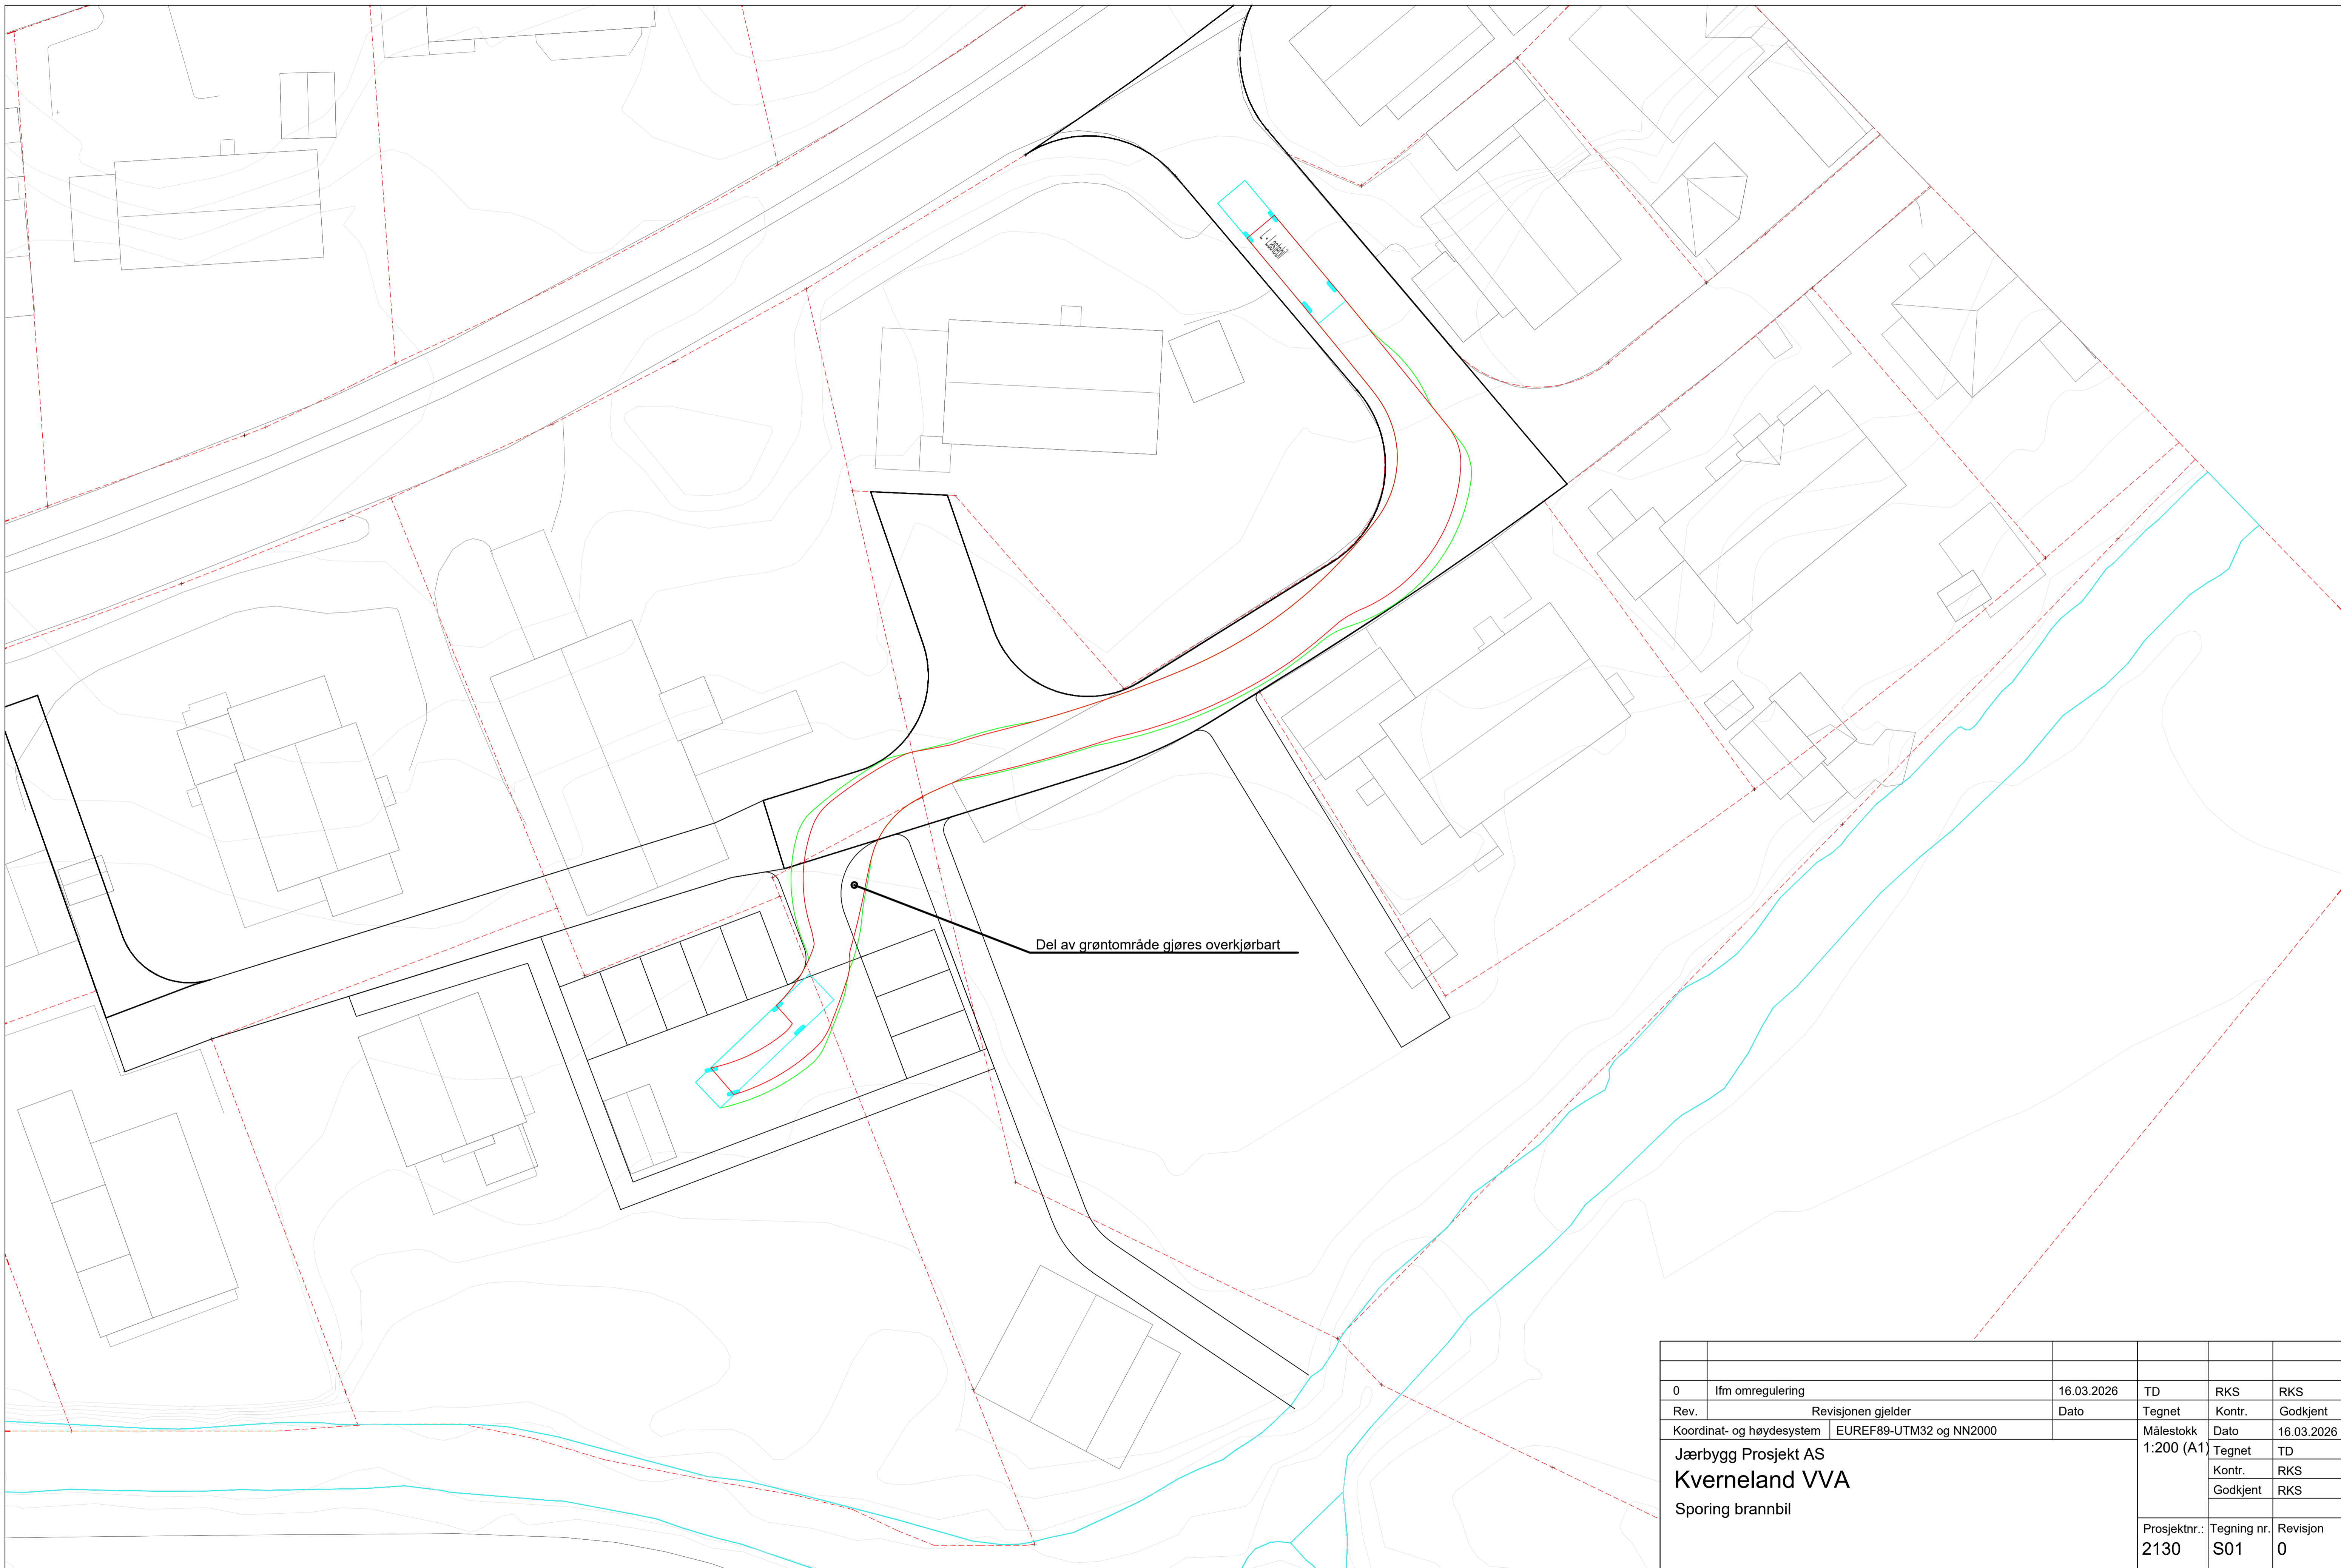 L - Lastebil
Del av grøntområde gjøres overkjørbart
0 Ifm omregulering 16.03.2026 TD RKS RKS
Rev. Revisjonen gjelder Dato Tegnet Kontr. Godkjent
Koordinat- og høydesystem EUREF89-UTM32 og NN2000
Målestokk
1:200 (A1)
Dato 16.03.2026
Tegnet TD
Kontr. RKS
Godkjent RKS
Jærbygg Prosjekt AS
Kverneland VVA
Sporing brannbil
Prosjektnr.: Tegning nr. Revisjon
2130 S01 0